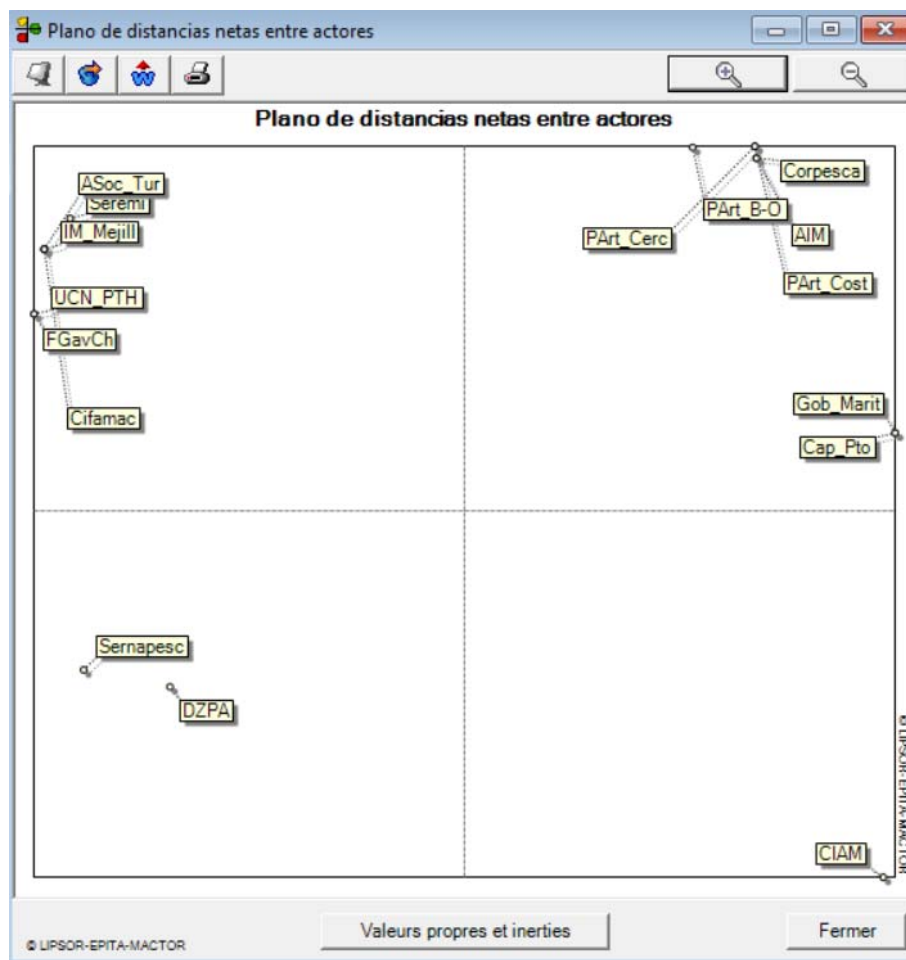 Plano de distancias netas entre actores
Plano de distancias netas entre actores
ASoc_Tur
Seremi
IM_Mejill
UCN_PTH
FGavCh
Cifamac
Corpesca
PArt_B-O
PArt_Cerc
AIM
PArt_Cost
Gob_Marit
Cap_Pto
Sernapesc
DZPA
CIAM
© LIPSOR-EPITA-MACTOR
© LIPSOR-EPITA-MACTOR
Valeurs propres et inerties
Fermer